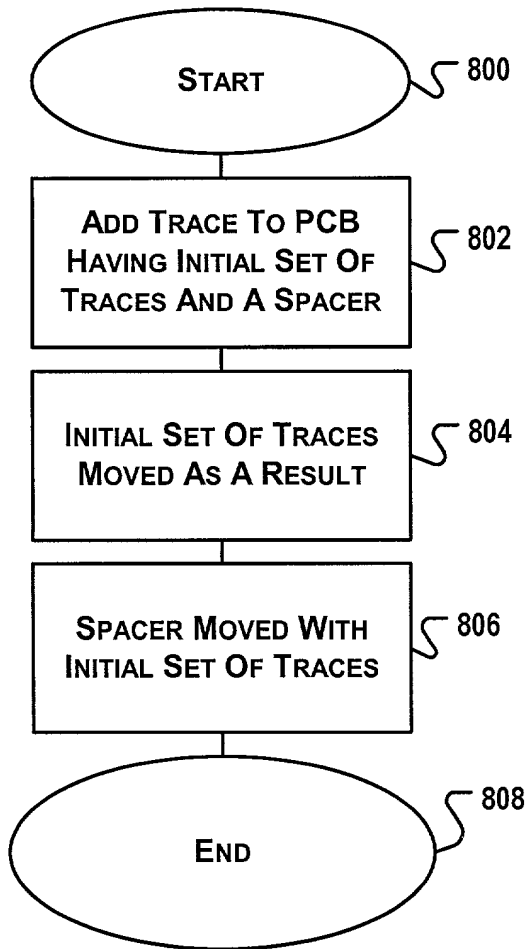 START
800
ADD TRACE TO PCB
HAVING INITIAL SET OF
TRACES AND A SPACER
802
INITIAL SET OF TRACES
MOVED AS A RESULT
804
SPACER MOVED WITH
INITIAL SET OF TRACES
806
END
808